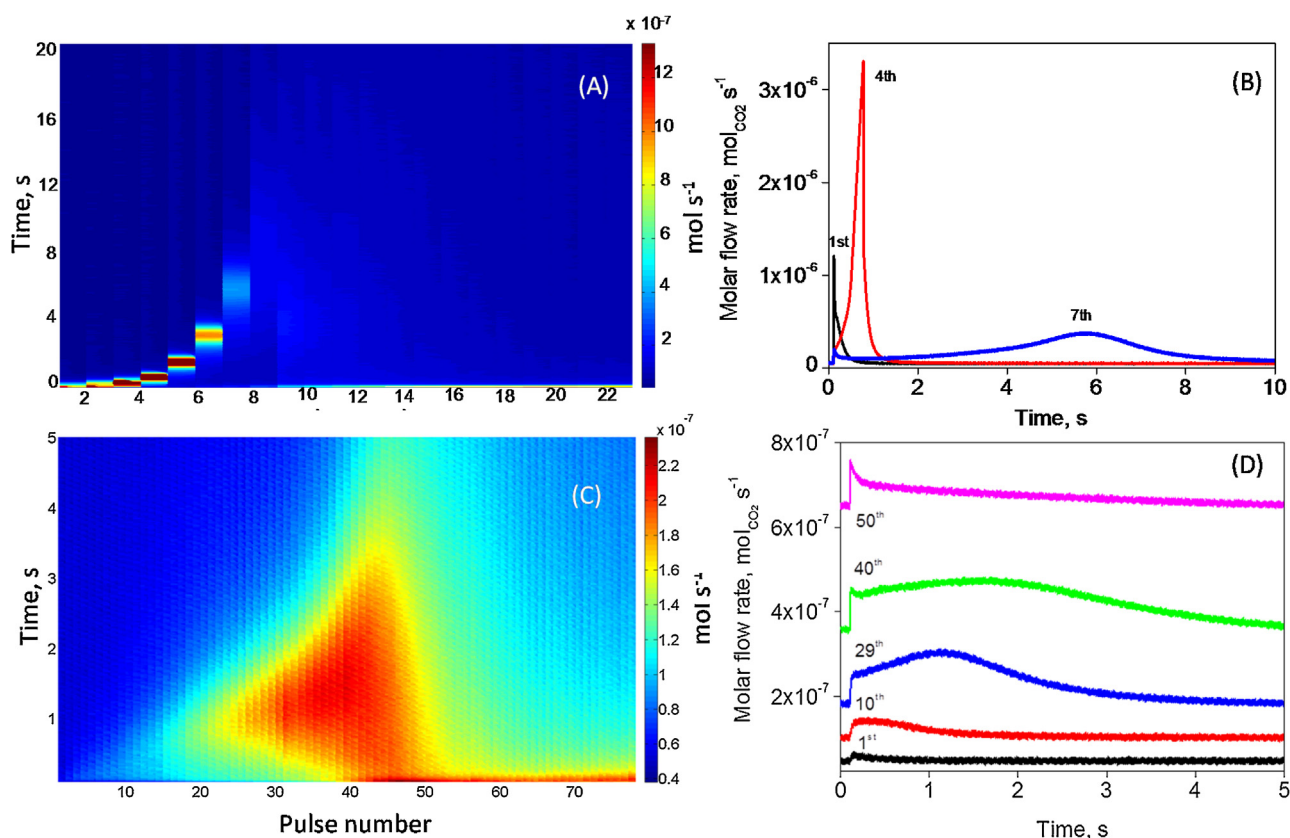 x 10⁻⁷
20
16
12
8
4
0
Time, s
(A)
2 4 6 8 10 12 14 16 18 20 22
12
10
8
6
4
2
mol s⁻¹
(B)
4th
1st
7th
3x10⁻⁶
2x10⁻⁶
1x10⁻⁶
0
Molar flow rate, mol_CO2 s⁻¹
0 2 4 6 8 10
Time, s
x 10⁻⁷
5
4
3
2
1
Time, s
(C)
10 20 30 40 50 60 70
Pulse number
2.2
2
1.8
1.6
1.4
1.2
1
0.8
0.6
0.4
mol s⁻¹
8x10⁻⁷
6x10⁻⁷
4x10⁻⁷
2x10⁻⁷
Molar flow rate, mol_CO2 s⁻¹
(D)
50th
40th
29th
10th
1st
0 1 2 3 4 5
Time, s